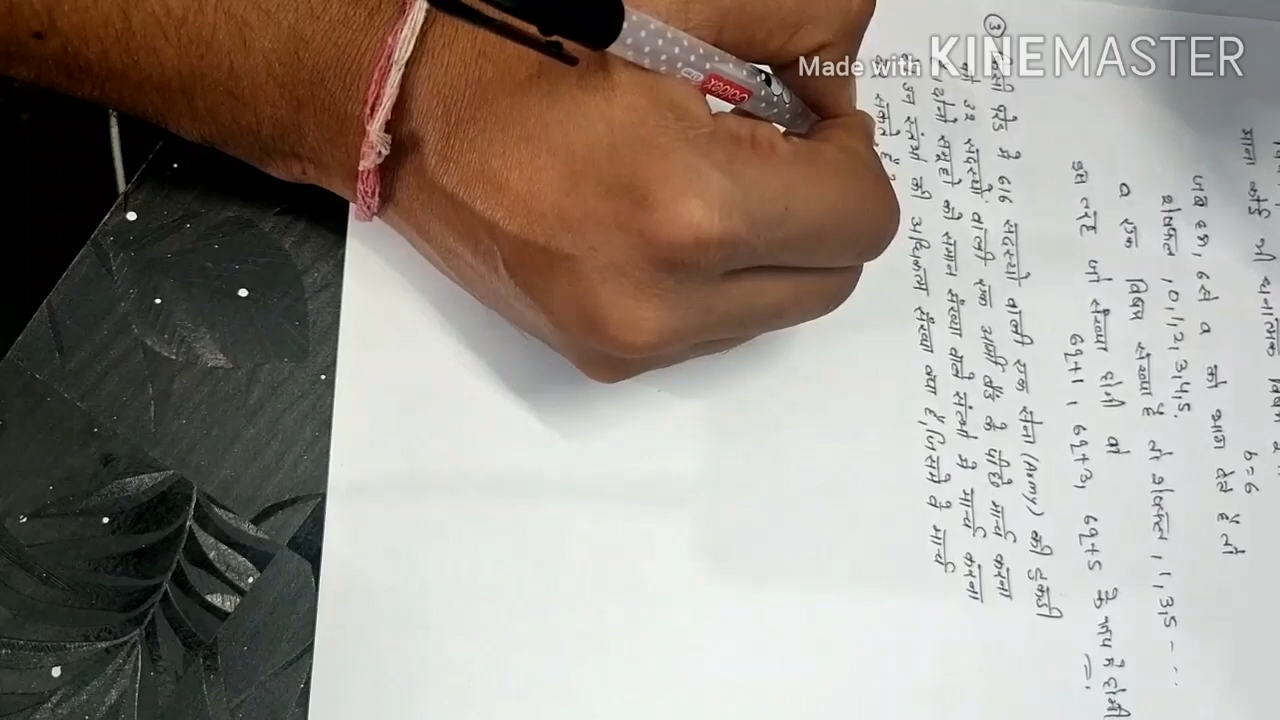 Made with KINEMASTER
माना कोई भी धनात्मक विषम
b=6
जब हम, 6 से a को भाग देते हैं तो
शेषफल, 0,1,2,3,4,5.
a एक विषम संख्या है तो शेषफल, 1,3,5 - ..
इस तरह जो संख्या होगी वो
6q+1, 6q+3, 6q+5 के रूप में होगी
③ किसी परेड में 616 सदस्यों वाली एक सेना (Army) की टुकड़ी
को 32 सदस्यों वाली एक आर्मी बैंड के पीछे मार्च करना
दोनों समूहों को समान संख्या वाले स्तंभों में मार्च करना
उन स्तंभों की अधिकतम संख्या क्या है, जिसमें वे मार्च
कर सकते हैं ?
Goldex